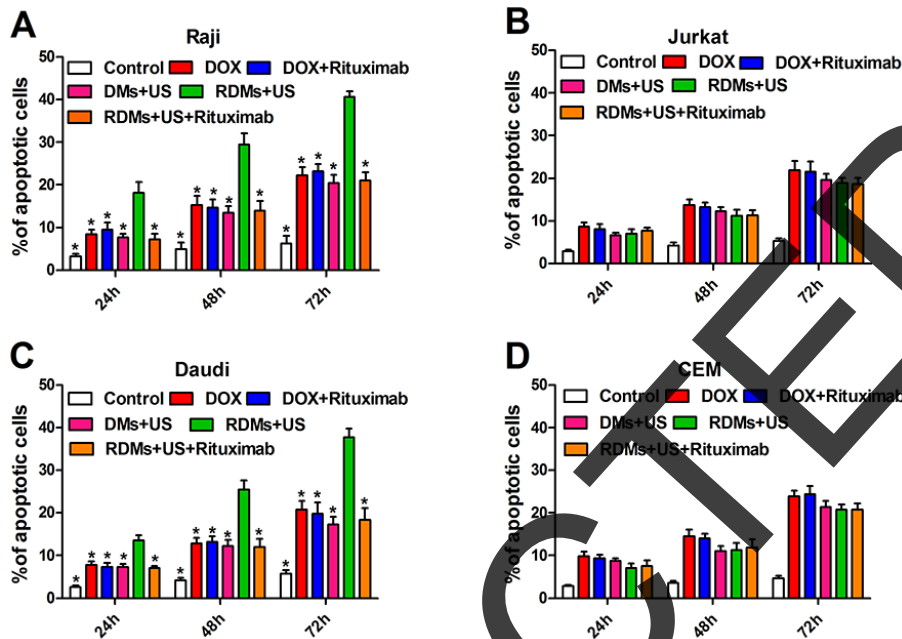 A
Raji
50
40
30
20
10
0
%of apoptotic cells
Control DOX DOX+Rituximab
DMs+US RDMs+US
RDMs+US+Rituximab
* * * * *
* * * * *
* * * * *
24h 48h 72h
B
Jurkat
50
40
30
20
10
0
%of apoptotic cells
Control DOX DOX+Rituximab
DMs+US RDMs+US
RDMs+US+Rituximab
24h 48h 72h
C
Daudi
50
40
30
20
10
0
%of apoptotic cells
Control DOX DOX+Rituximab
DMs+US RDMs+US
RDMs+US+Rituximab
* * * * *
* * * * *
* * * * *
24h 48h 72h
D
CEM
50
40
30
20
10
0
%of apoptotic cells
Control DOX DOX+Rituximab
DMs+US RDMs+US
RDMs+US+Rituximab
24h 48h 72h
CTE